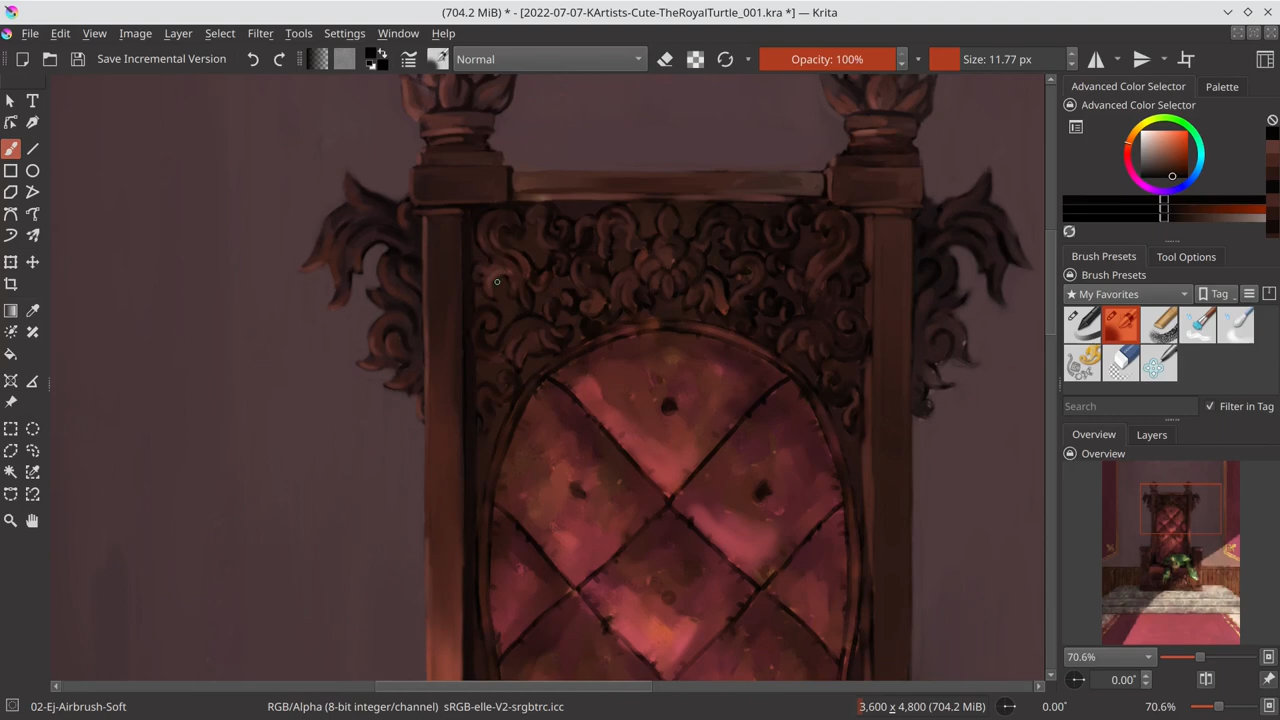 (704.2 MiB) * - [2022-07-07-KArtists-Cute-TheRoyalTurtle_001.kra *] — Krita
File Edit View Image Layer Select Filter Tools Settings Window Help
Save Incremental Version Normal Opacity: 100% Size: 11.77 px
Advanced Color Selector Palette
Advanced Color Selector
Brush Presets Tool Options
Brush Presets
★ My Favorites Tag
Search Filter in Tag
Overview Layers
Overview
70.6%
0.00°
02-Ej-Airbrush-Soft RGB/Alpha (8-bit integer/channel) sRGB-elle-V2-srgbtrc.icc 3,600 x 4,800 (704.2 MiB) 0.00° 70.6%